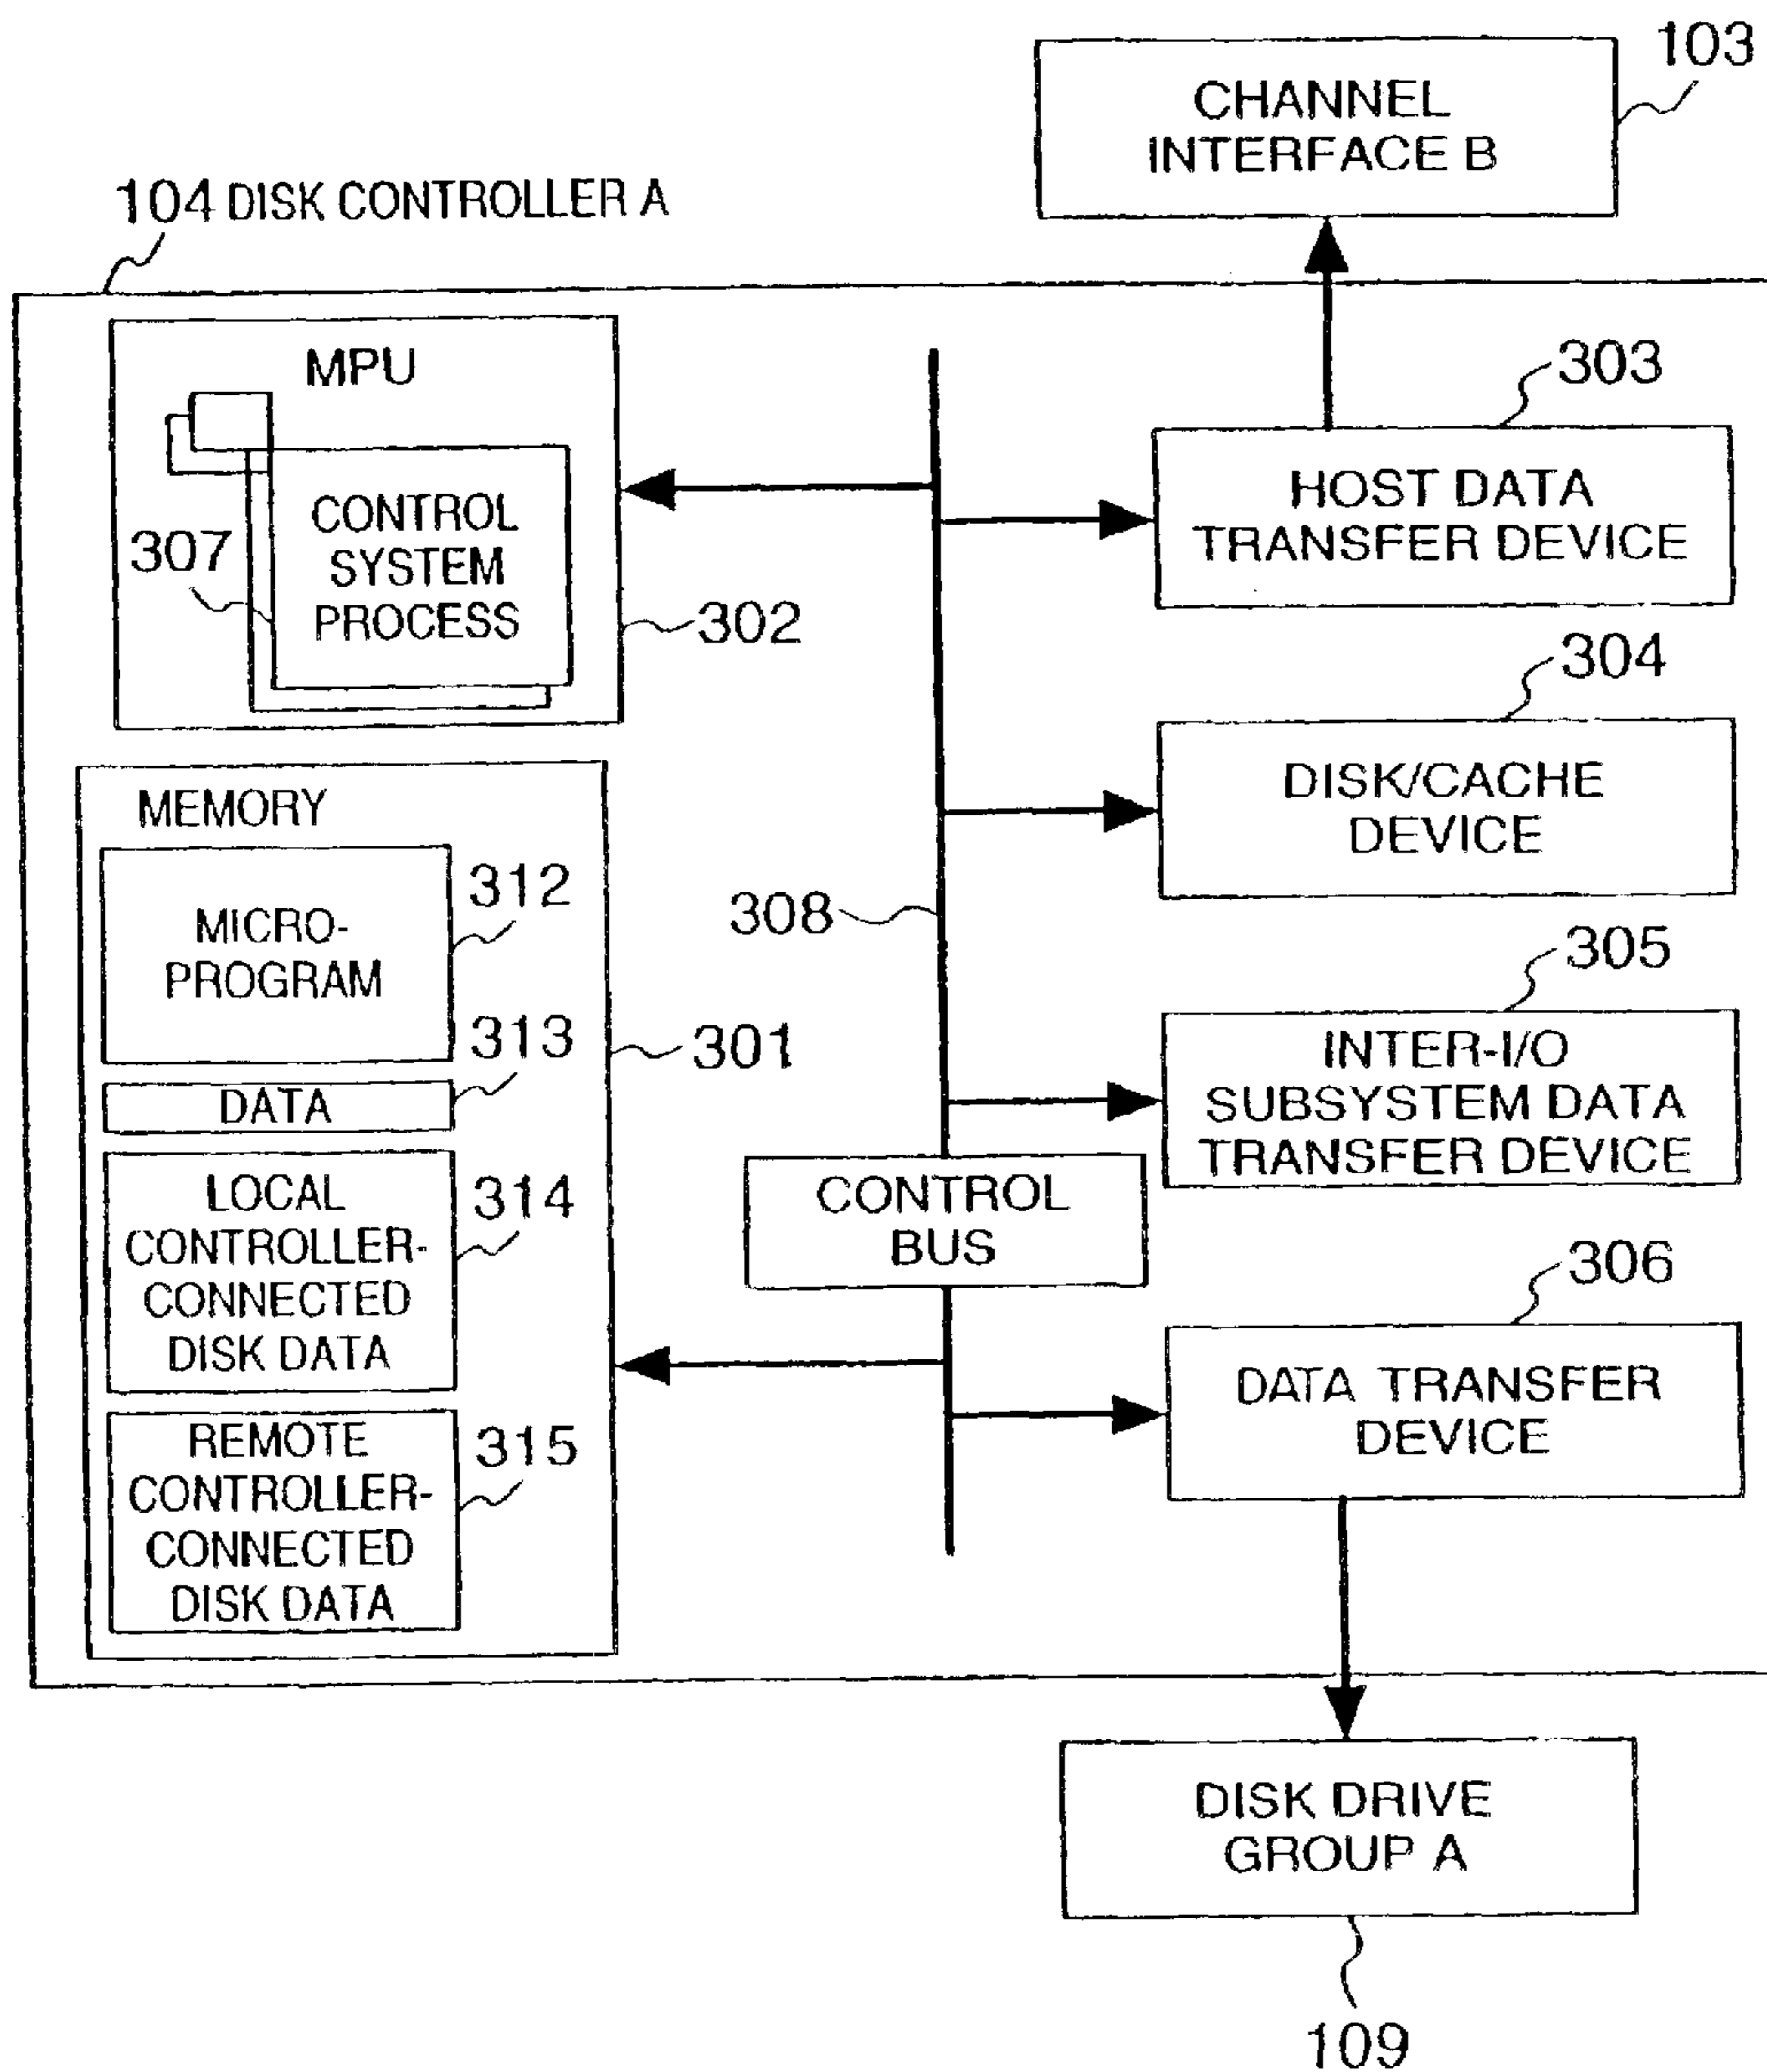 103
CHANNEL
INTERFACE B
104 DISK CONTROLLER A
MPU
307
CONTROL
SYSTEM
PROCESS
302
303
HOST DATA
TRANSFER DEVICE
304
DISK/CACHE
DEVICE
308
305
INTER-I/O
SUBSYSTEM DATA
TRANSFER DEVICE
CONTROL
BUS
306
DATA TRANSFER
DEVICE
MEMORY
301
MICRO-
PROGRAM
312
313
DATA
LOCAL
CONTROLLER-
CONNECTED
DISK DATA
314
REMOTE
CONTROLLER-
CONNECTED
DISK DATA
315
DISK DRIVE
GROUP A
109